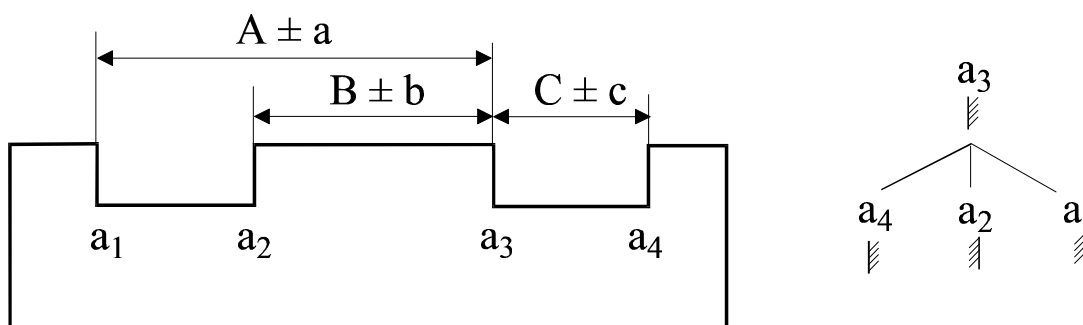 A ± a
B ± b
C ± c
a₁
a₂
a₃
a₄
a₃
a₄
a₂
a